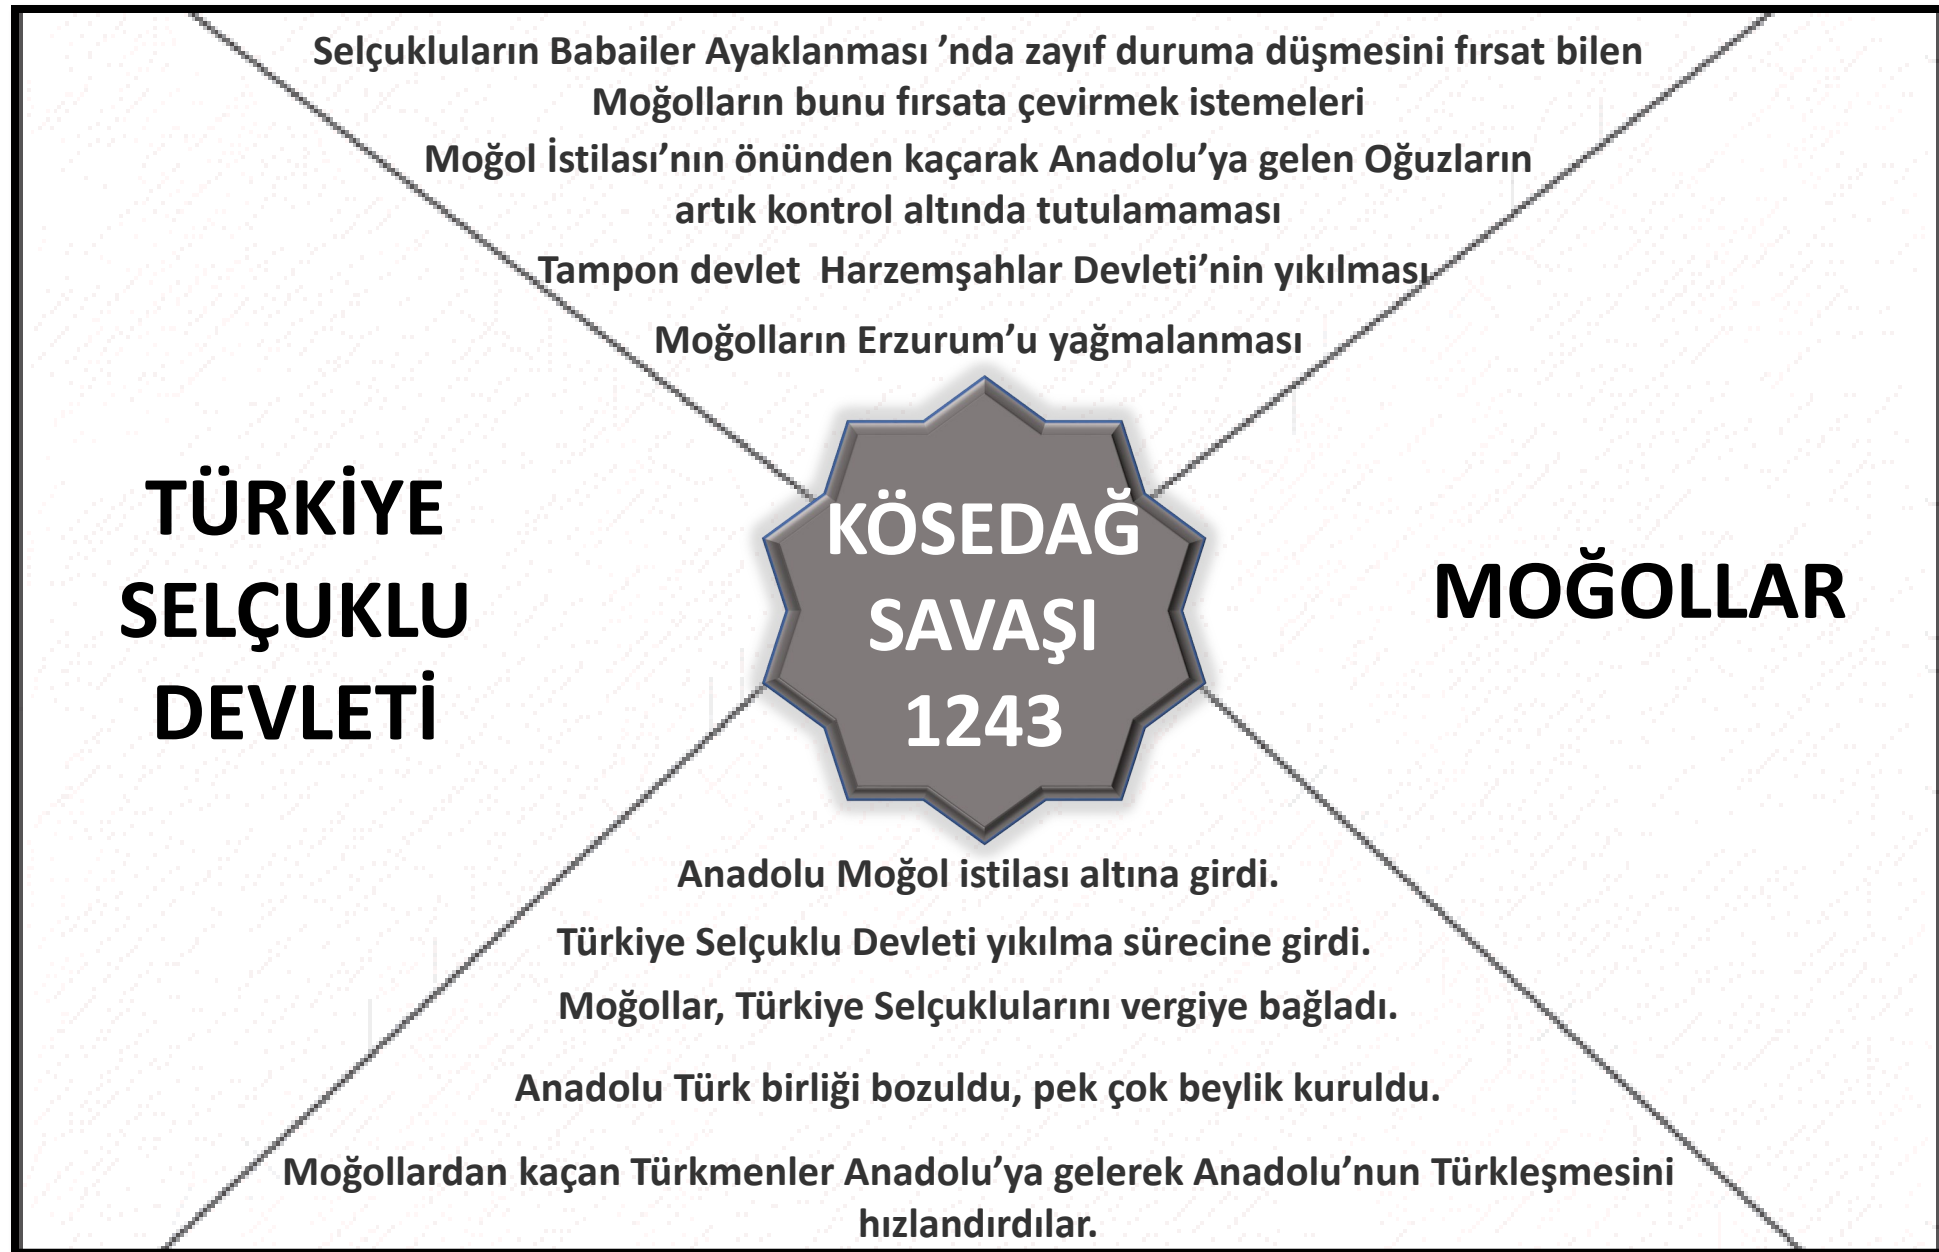 Selçukluların Babailer Ayaklanması ’nda zayıf duruma düşmesini fırsat bilen
Moğolların bunu fırsata çevirmek istemeleri
Moğol İstilası’nın önünden kaçarak Anadolu’ya gelen Oğuzların
artık kontrol altında tutulamaması
Tampon devlet Harzemşahlar Devleti’nin yıkılması
Moğolların Erzurum’u yağmalanması
TÜRKİYE
SELÇUKLU
DEVLETİ
KÖSEDAĞ
SAVAŞI
1243
MOĞOLLAR
Anadolu Moğol istilası altına girdi.
Türkiye Selçuklu Devleti yıkılma sürecine girdi.
Moğollar, Türkiye Selçuklularını vergiye bağladı.
Anadolu Türk birliği bozuldu, pek çok beylik kuruldu.
Moğollardan kaçan Türkmenler Anadolu’ya gelerek Anadolu’nun Türkleşmesini
hızlandırdılar.